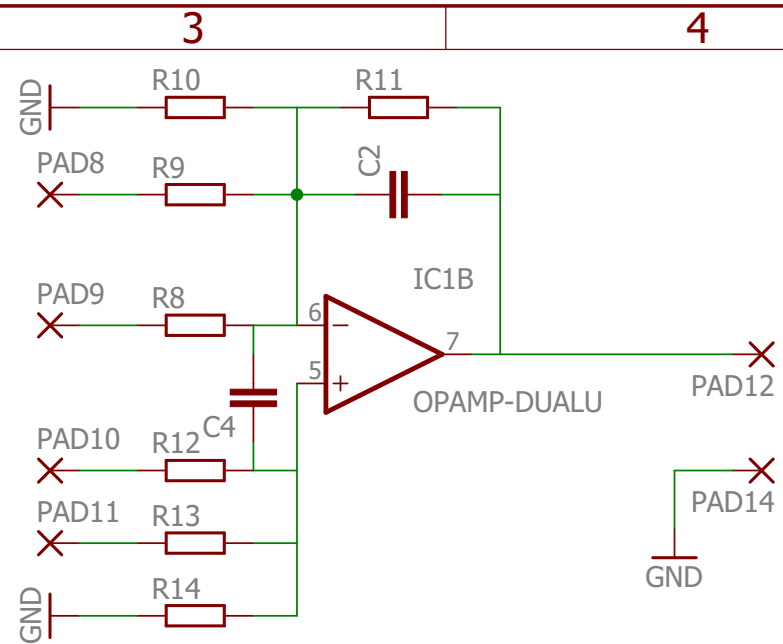 3 4
R10 R11
GND
PAD8 R9 C2
IC1B
PAD9 R8
6
7
5
PAD12
OPAMP-DUALU
PAD10 R12 C4
PAD11 R13
PAD14
R14
GND
GND